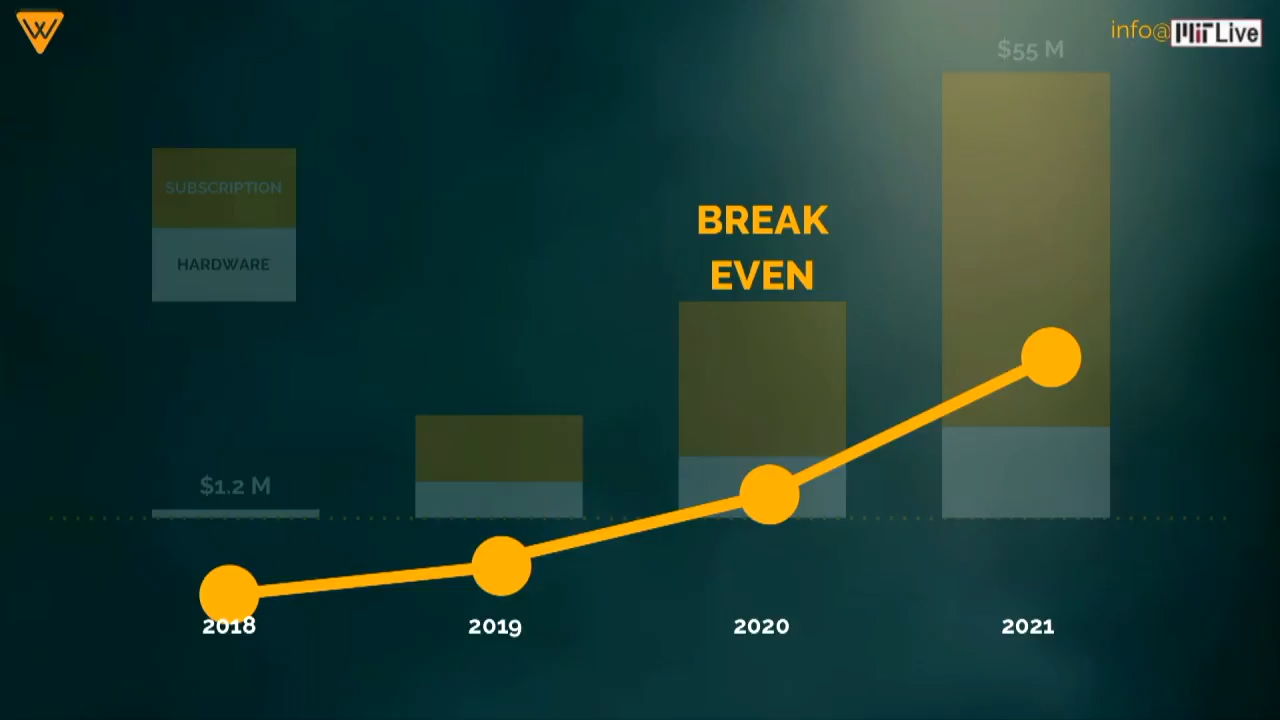 info@
MIT Live
$55 M
SUBSCRIPTION
HARDWARE
BREAK
EVEN
$1.2 M
2018
2019
2020
2021